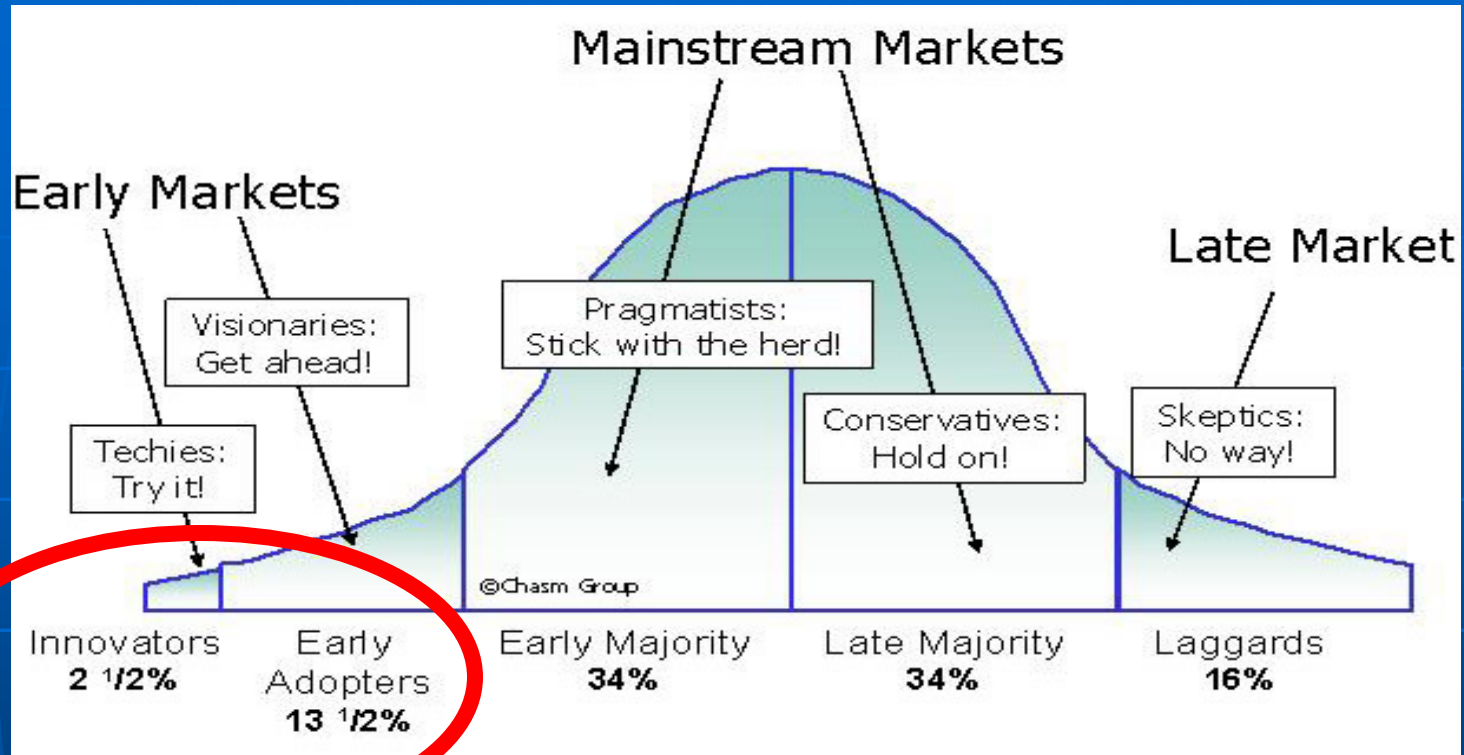 Mainstream Markets
Early Markets
Late Market
Visionaries:
Get ahead!
Pragmatists:
Stick with the herd!
Techies:
Try it!
Conservatives:
Hold on!
Skeptics:
No way!
©Chasm Group
Innovators
2 1/2%
Early
Adopters
13 1/2%
Early Majority
34%
Late Majority
34%
Laggards
16%